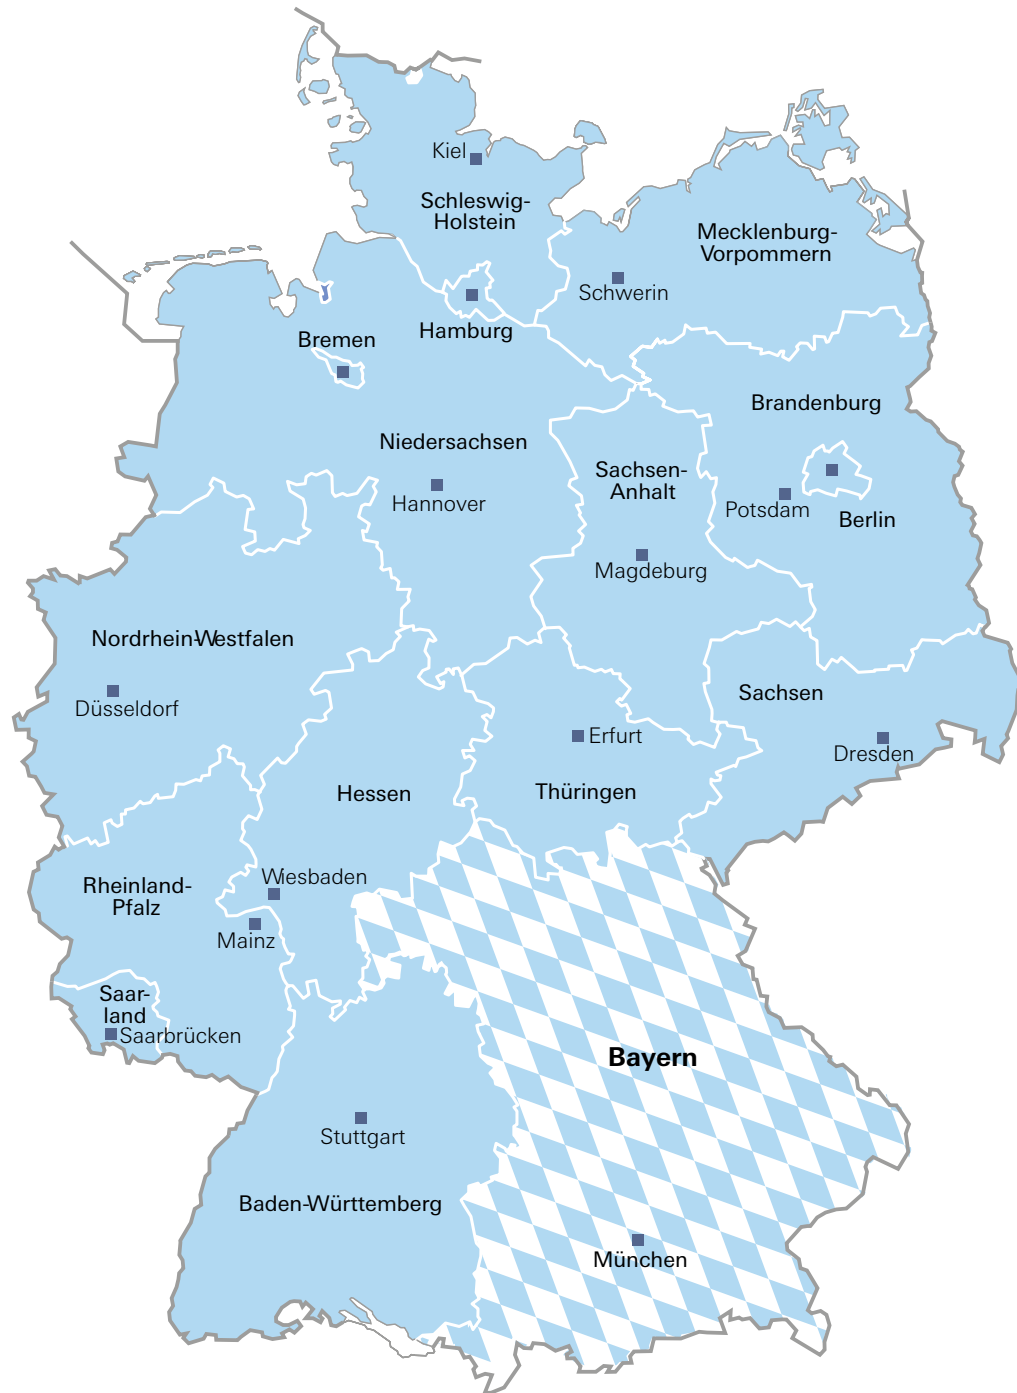 Kiel
Schleswig-
Holstein
Mecklenburg-
Vorpommern
Schwerin
Hamburg
Bremen
Brandenburg
Niedersachsen
Hannover
Sachsen-
Anhalt
Potsdam
Berlin
Magdeburg
Nordrhein-Westfalen
Düsseldorf
Sachsen
Erfurt
Dresden
Hessen
Thüringen
Wiesbaden
Rheinland-
Pfalz
Mainz
Saar-
land
Saarbrücken
Bayern
Stuttgart
Baden-Württemberg
München